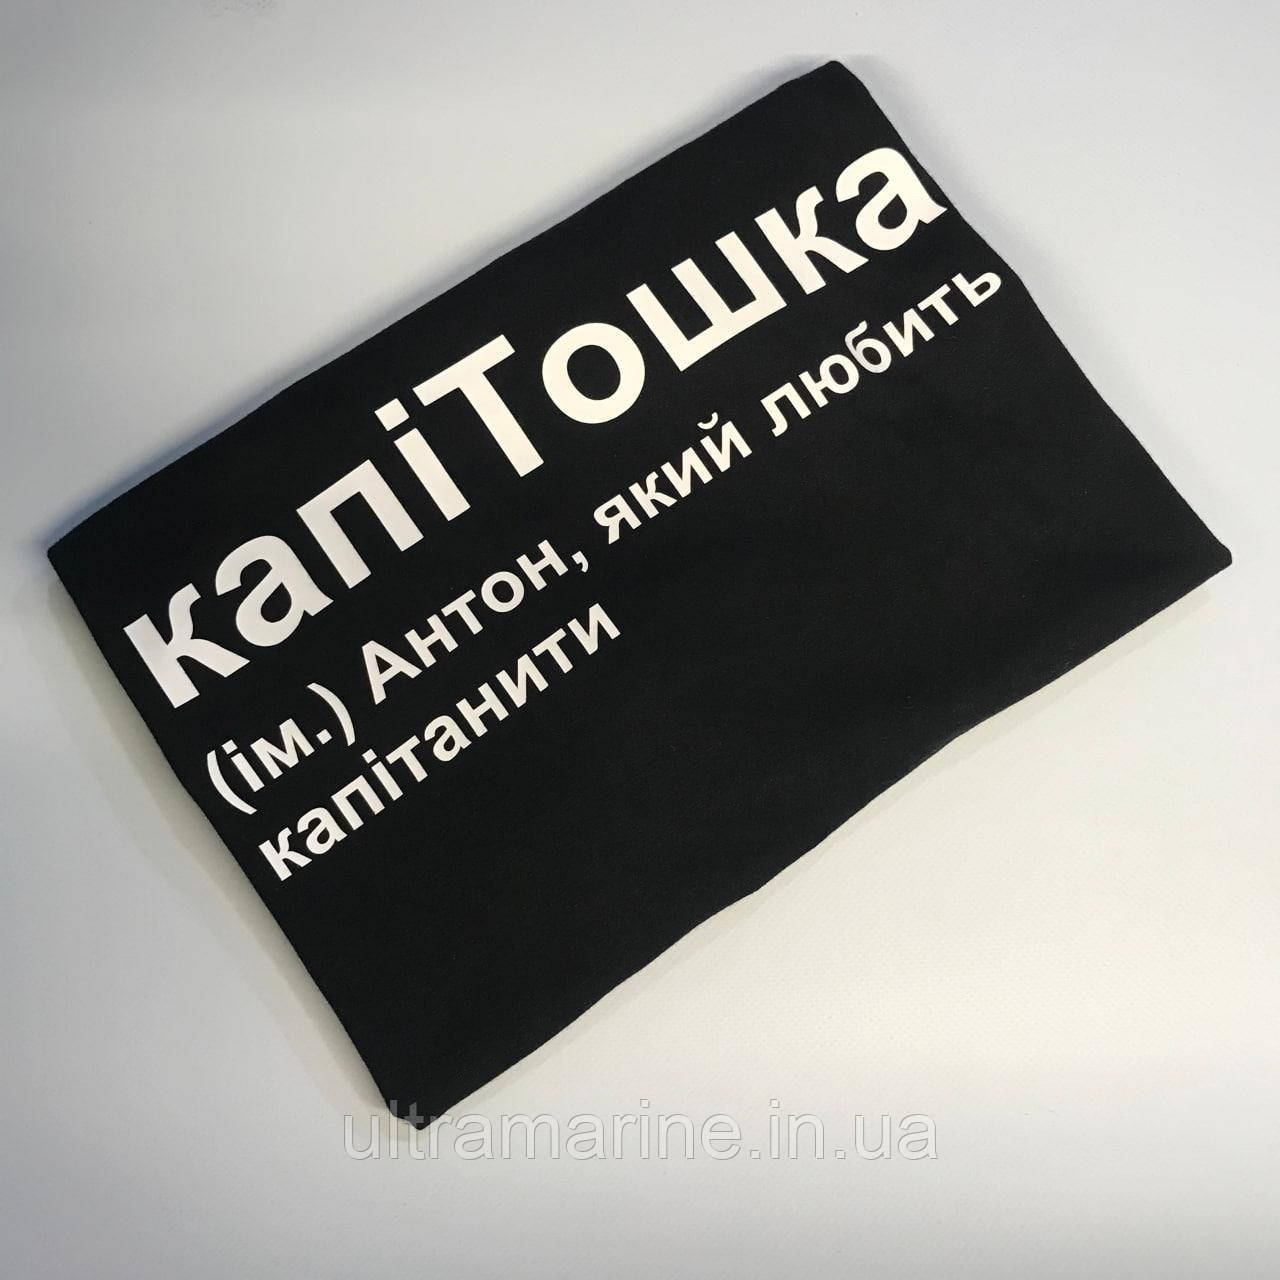 капіТошка
(ім.) Антон, який любить
капітанити
ultramarine.in.ua